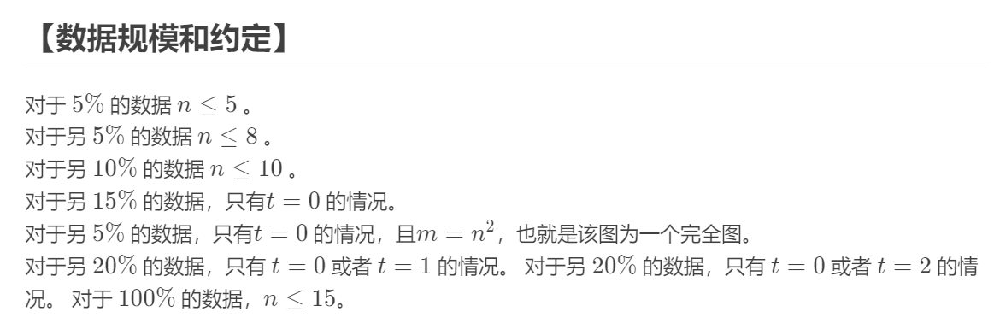 【数据规模和约定】
对于 5% 的数据 n ≤ 5 。
对于另 5% 的数据 n ≤ 8 。
对于另 10% 的数据 n ≤ 10 。
对于另 15% 的数据，只有t = 0 的情况。
对于另 5% 的数据，只有t = 0 的情况，且m = n²，也就是该图为一个完全图。
对于另 20% 的数据，只有 t = 0 或者 t = 1 的情况。 对于另 20% 的数据，只有 t = 0 或者 t = 2 的情
况。 对于 100% 的数据，n ≤ 15。